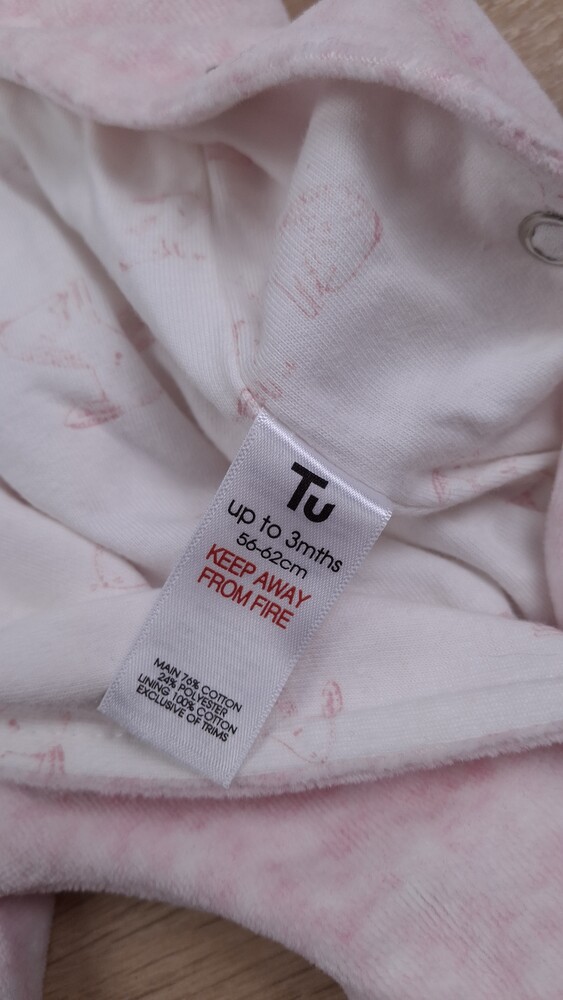 Tu
up to 3mths
56-62cm
KEEP AWAY
FROM FIRE
MAIN 76% COTTON
24% POLYESTER
LINING 100% COTTON
EXCLUSIVE OF TRIMS